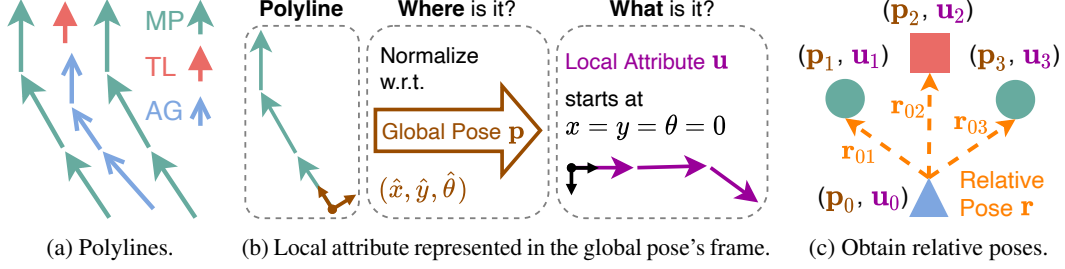 MP
TL
AG
(a) Polylines.
Polyline
Where is it?
Normalize
w.r.t.
Global Pose p
(x̂, ŷ, θ̂)
What is it?
Local Attribute u
starts at
x = y = θ = 0
(b) Local attribute represented in the global pose's frame.
(p₂, u₂)
(p₁, u₁)
(p₃, u₃)
r₀₂
r₀₁
r₀₃
(p₀, u₀)
Relative
Pose r
(c) Obtain relative poses.